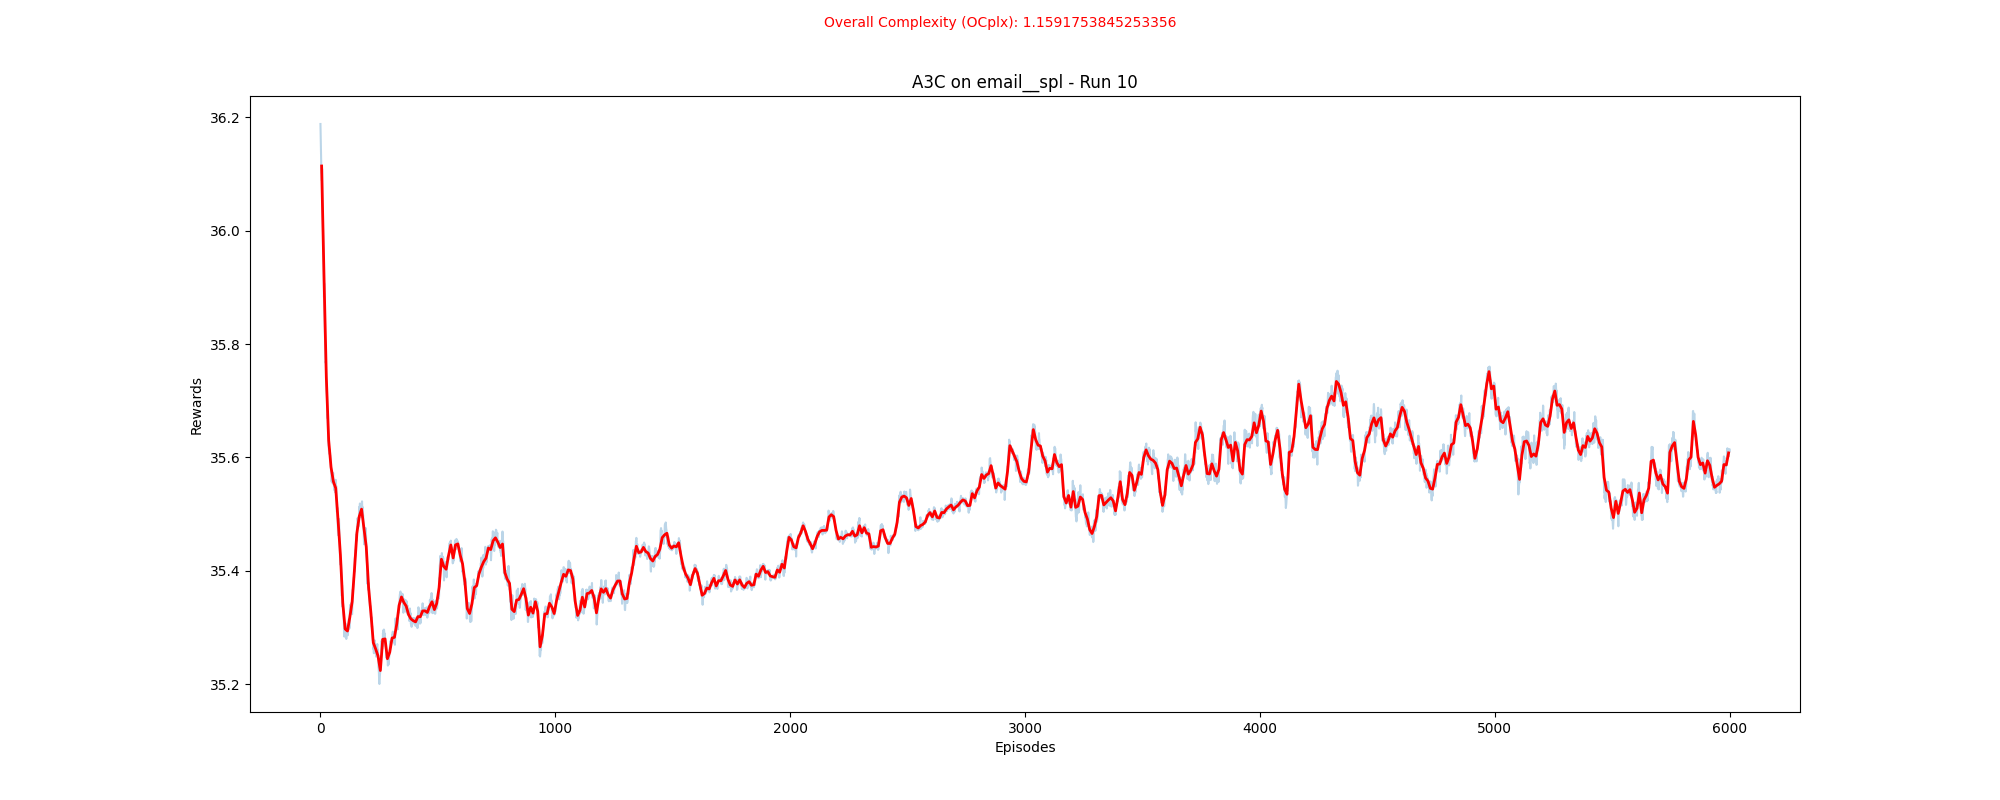 Overall Complexity (OCplx): 1.1591753845253356
A3C on email__spl - Run 10
36.2
36.0
35.8
35.6
35.4
35.2
Rewards
0 1000 2000 3000 4000 5000 6000
Episodes